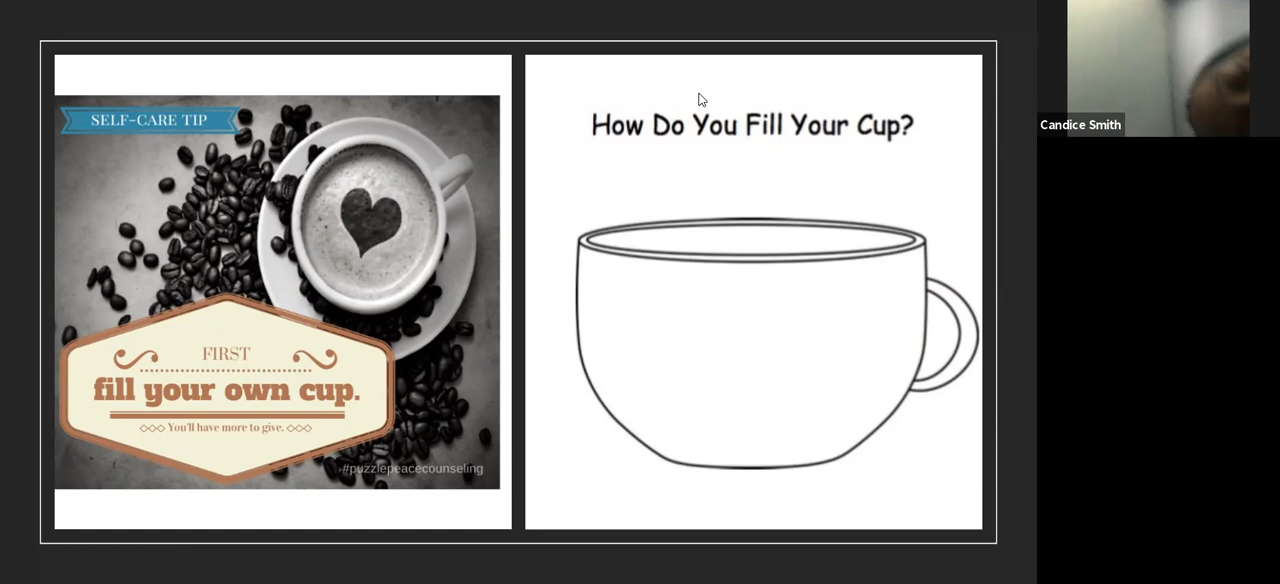 SELF-CARE TIP
FIRST
fill your own cup.
You'll have more to give.
#puzzlepeacecounseling
How Do You Fill Your Cup?
Candice Smith